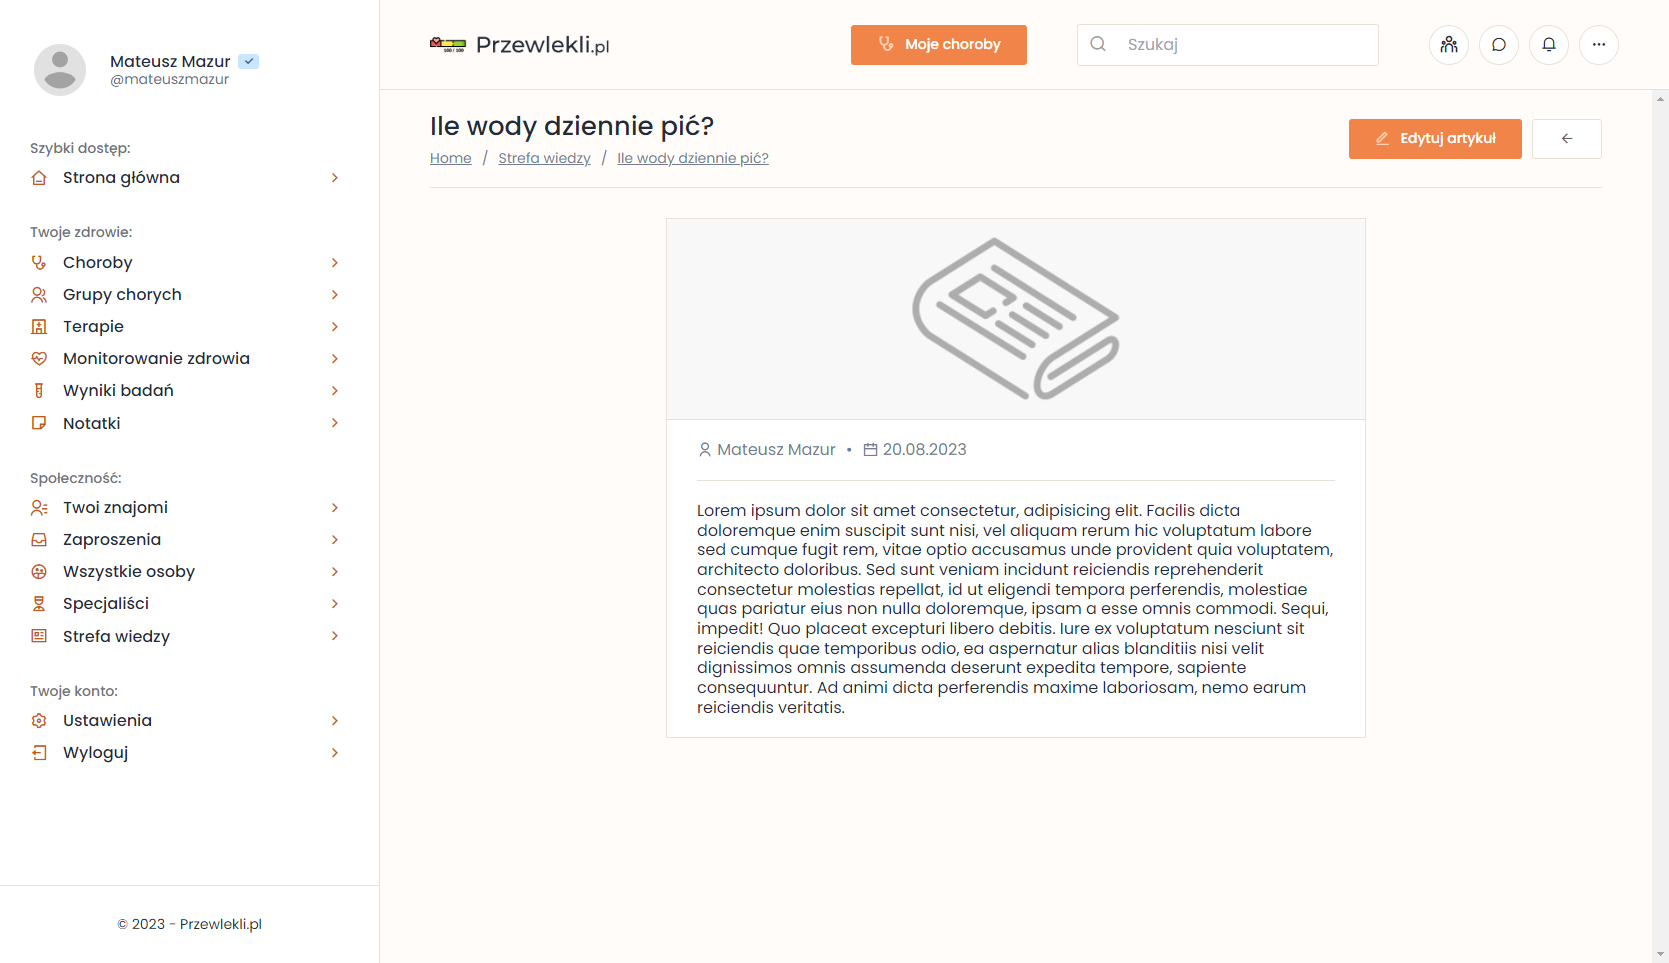 Mateusz Mazur
@mateuszmazur
Szybki dostęp:
Strona główna
Twoje zdrowie:
Choroby
Grupy chorych
Terapie
Monitorowanie zdrowia
Wyniki badań
Notatki
Społeczność:
Twoi znajomi
Zaproszenia
Wszystkie osoby
Specjaliści
Strefa wiedzy
Twoje konto:
Ustawienia
Wyloguj
© 2023 - Przewlekli.pl
100 / 100
Przewlekli.pl
Moje choroby
Szukaj
Ile wody dziennie pić?
Home / Strefa wiedzy / Ile wody dziennie pić?
Edytuj artykuł
Mateusz Mazur • 20.08.2023
Lorem ipsum dolor sit amet consectetur, adipisicing elit. Facilis dicta
doloremque enim suscipit sunt nisi, vel aliquam rerum hic voluptatum labore
sed cumque fugit rem, vitae optio accusamus unde provident quia voluptatem,
architecto doloribus. Sed sunt veniam incidunt reiciendis reprehenderit
consectetur molestias repellat, id ut eligendi tempora perferendis, molestiae
quas pariatur eius non nulla doloremque, ipsam a esse omnis commodi. Sequi,
impedit! Quo placeat excepturi libero debitis. Iure ex voluptatum nesciunt sit
reiciendis quae temporibus odio, ea aspernatur alias blanditiis nisi velit
dignissimos omnis assumenda deserunt expedita tempore, sapiente
consequuntur. Ad animi dicta perferendis maxime laboriosam, nemo earum
reiciendis veritatis.